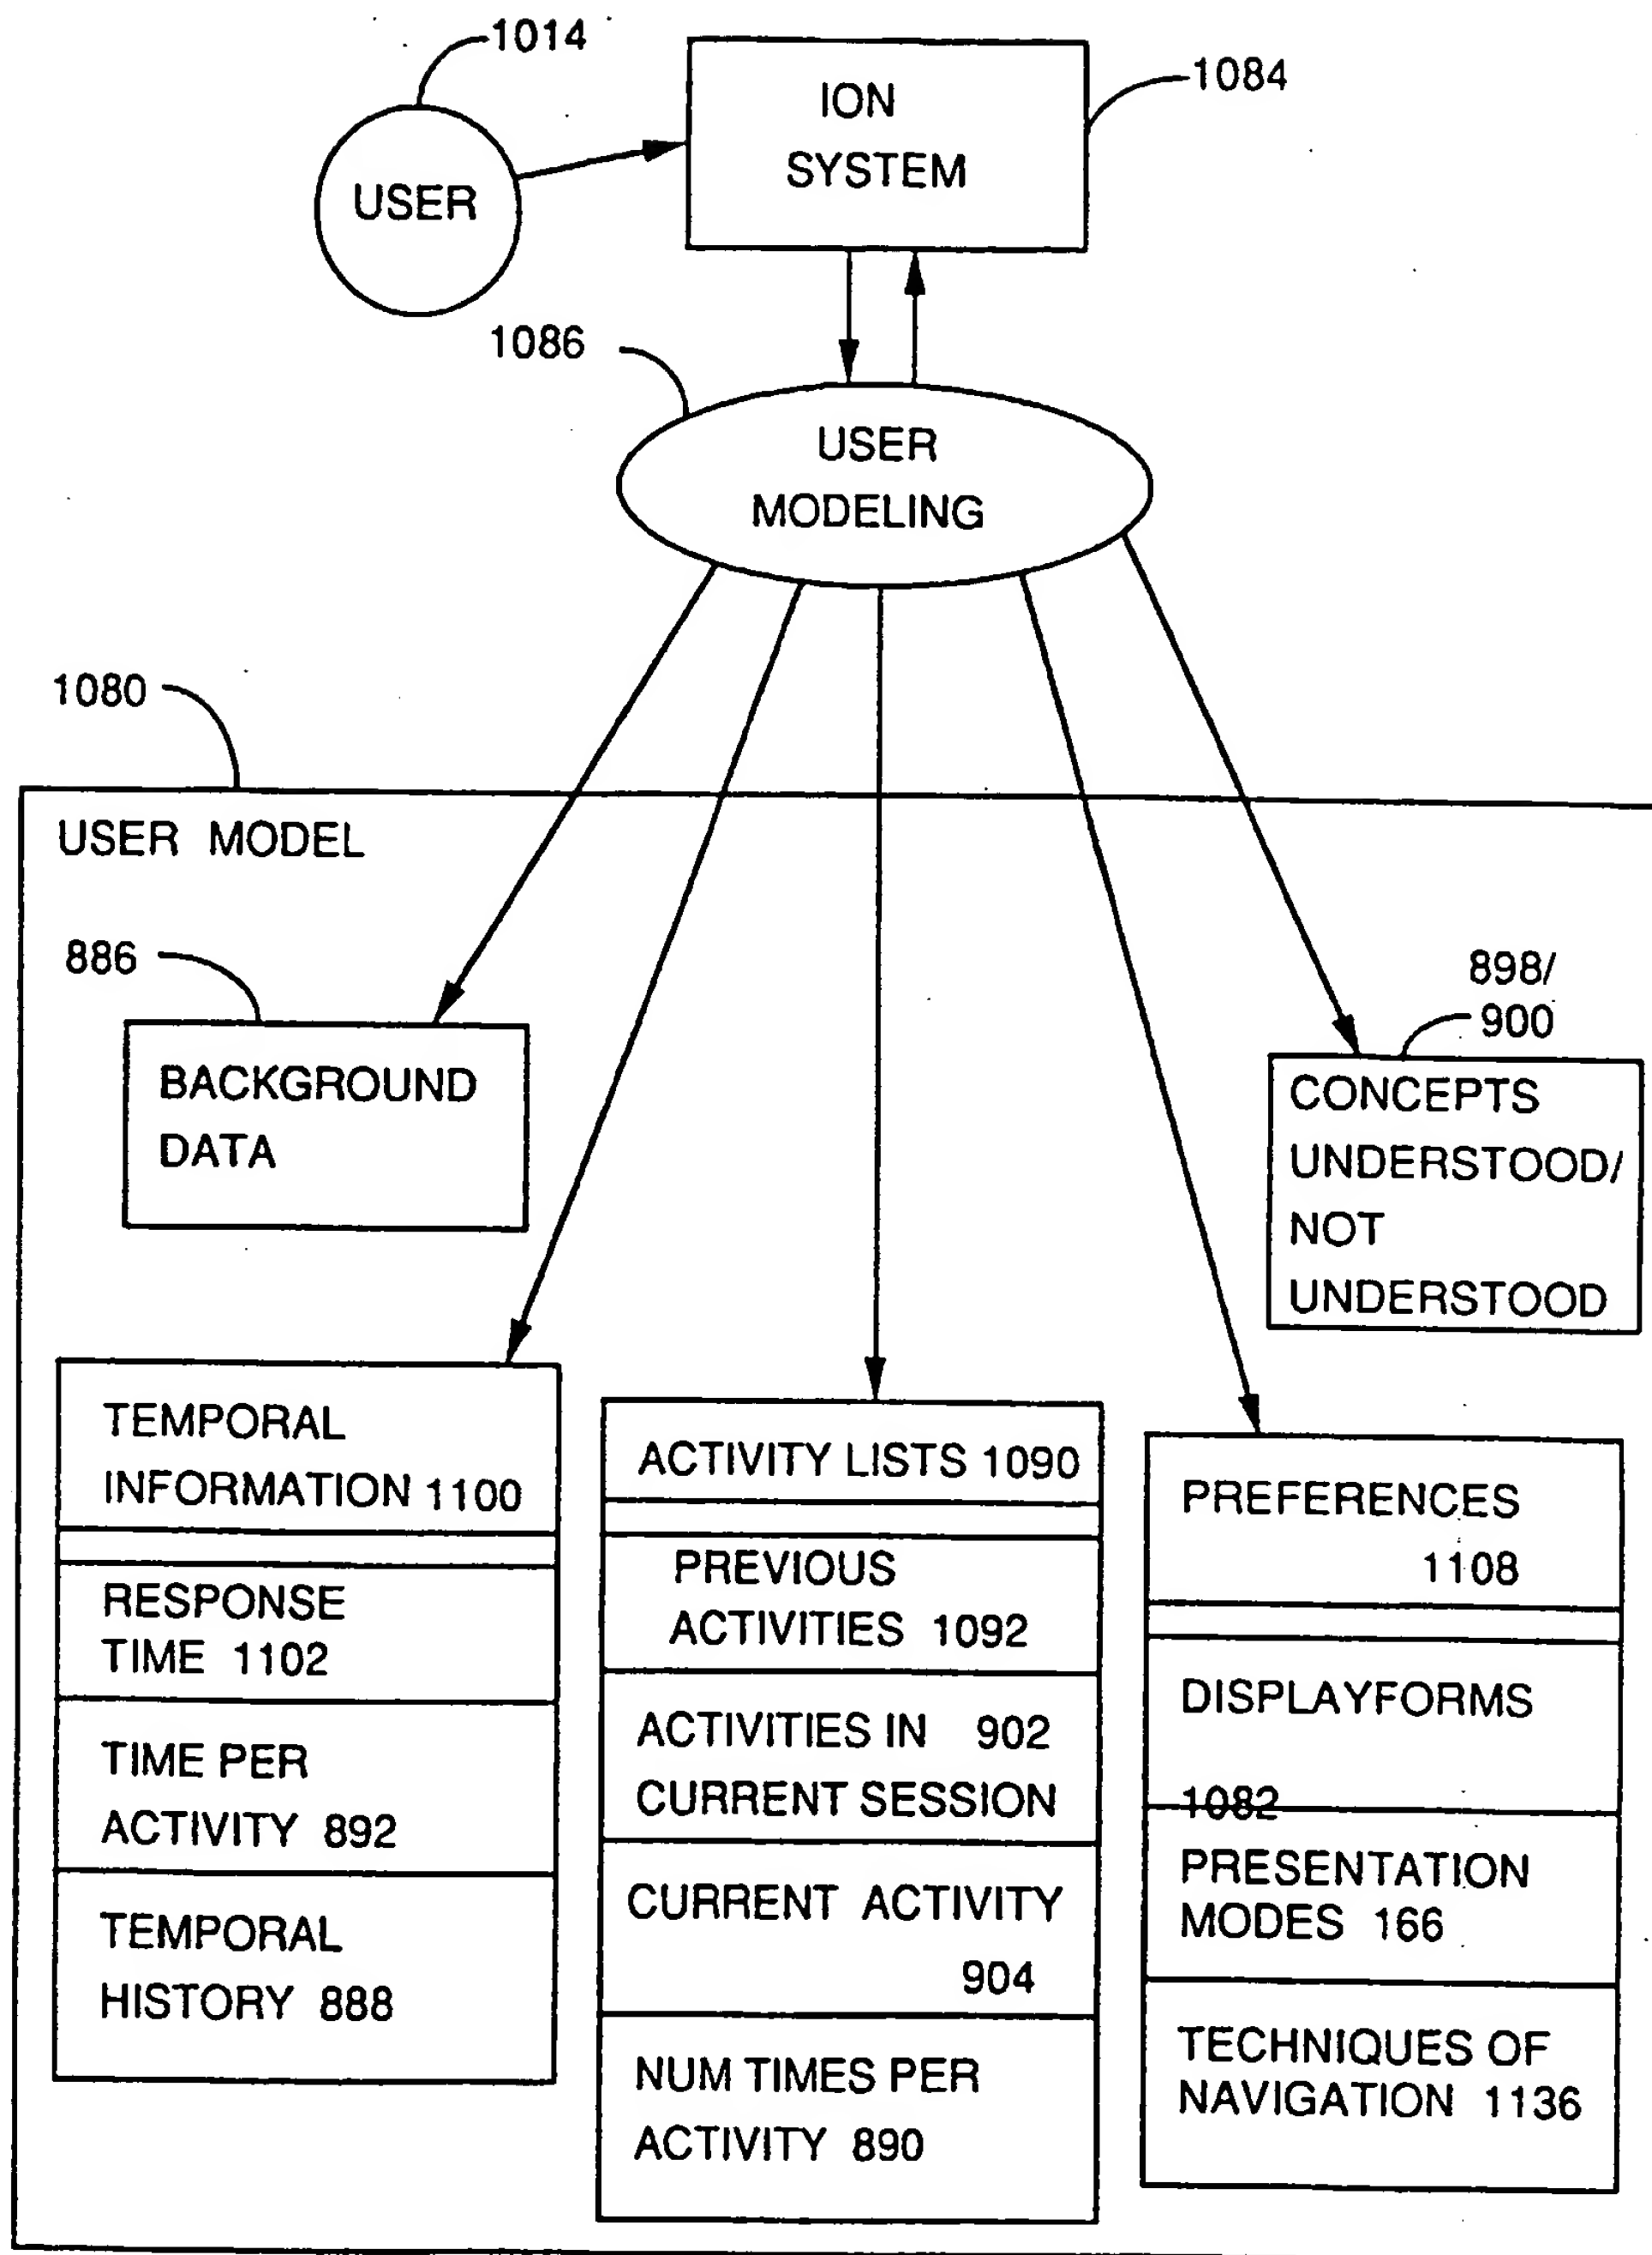 1014
ION
SYSTEM
1084
USER
1086
USER
MODELING
1080
USER MODEL
886
BACKGROUND
DATA
898/
900
CONCEPTS
UNDERSTOOD/
NOT
UNDERSTOOD
TEMPORAL
INFORMATION 1100
RESPONSE
TIME 1102
TIME PER
ACTIVITY 892
TEMPORAL
HISTORY 888
ACTIVITY LISTS 1090
PREVIOUS
ACTIVITIES 1092
ACTIVITIES IN 902
CURRENT SESSION
CURRENT ACTIVITY
904
NUM TIMES PER
ACTIVITY 890
PREFERENCES
1108
DISPLAYFORMS
1082
PRESENTATION
MODES 166
TECHNIQUES OF
NAVIGATION 1136